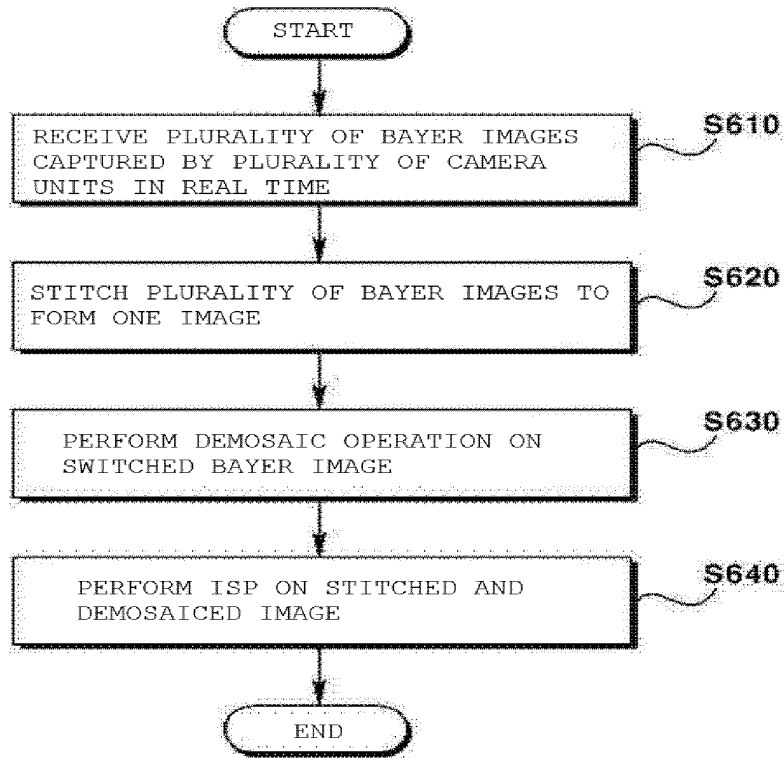 START
RECEIVE PLURALITY OF BAYER IMAGES
CAPTURED BY PLURALITY OF CAMERA
UNITS IN REAL TIME
S610
STITCH PLURALITY OF BAYER IMAGES TO
FORM ONE IMAGE
S620
PERFORM DEMOSAIC OPERATION ON
SWITCHED BAYER IMAGE
S630
PERFORM ISP ON STITCHED AND
DEMOSAICED IMAGE
S640
END